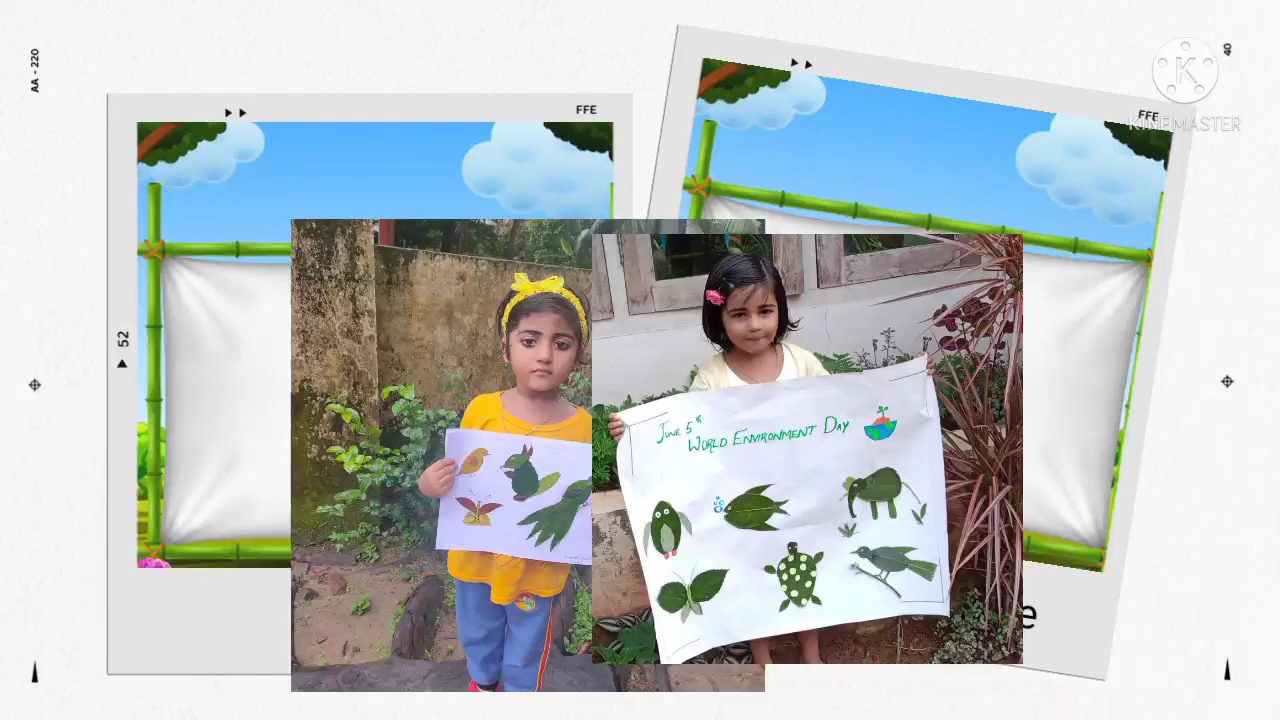 AA - 220
40
FFE
FFE
KINEMASTER
52
JUNE 5th
WORLD ENVIRONMENT DAY
e